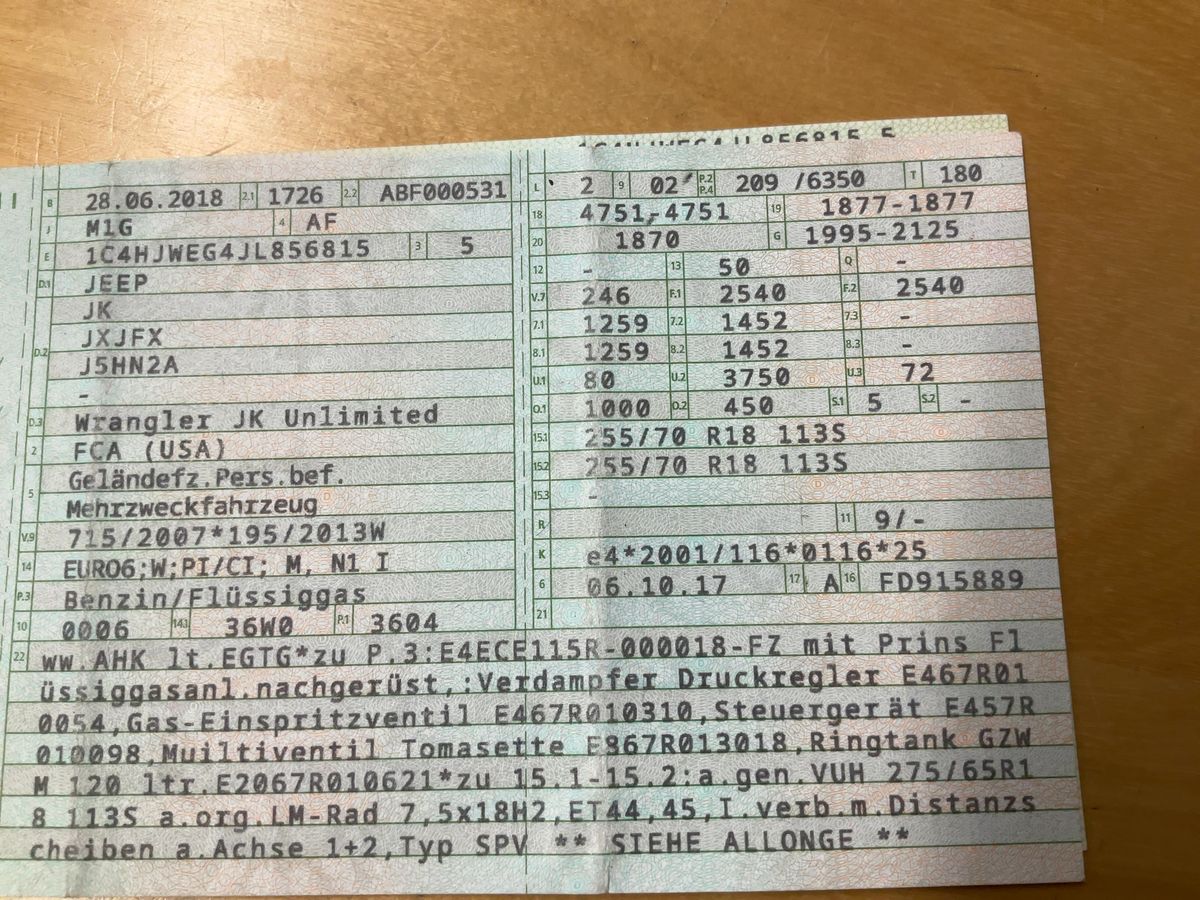 B 28.06.2018 2.1 1726 2.2 ABF000531
J M1G 4 AF
E 1C4HJWEG4JL856815 3 5
D.1 JEEP
JK
JXJFX
D.2 J5HN2A
-
D.3 Wrangler JK Unlimited
2 FCA (USA)
Geländefz.Pers.bef.
5 Mehrzweckfahrzeug
V.9 715/2007*195/2013W
14 EURO6;W;PI/CI; M, N1 I
P.3 Benzin/Flüssiggas
10 0006 14.1 36W0 P.1 3604
L 2 9 02 P.2 P.4 209 /6350 T 180
18 4751-4751 19 1877-1877
20 1870 G 1995-2125
12 - 13 50 Q -
V.7 246 F.1 2540 F.2 2540
7.1 1259 7.2 1452 7.3 -
8.1 1259 8.2 1452 8.3 -
U.1 80 U.2 3750 U.3 72
O.1 1000 O.2 450 S.1 5 S.2 -
15.1 255/70 R18 113S
15.2 255/70 R18 113S
15.3 -
R 11 9/-
K e4*2001/116*0116*25
6 06.10.17 17 A 16 FD915889
21
22 ww.AHK lt.EGTG*zu P.3:E4ECE115R-000018-FZ mit Prins Fl
üssiggasanl.nachgerüst,:Verdampfer Druckregler E467R01
0054,Gas-Einspritzventil E467R010310,Steuergerät E457R
010098,Muiltiventil Tomasette E867R013018,Ringtank GZW
M 120 ltr.E2067R010621*zu 15.1-15.2:a.gen.VUH 275/65R1
8 113S a.org.LM-Rad 7,5x18H2,ET44,45,I.verb.m.Distanzs
cheiben a.Achse 1+2,Typ SPV ** SIEHE ALLONGE **